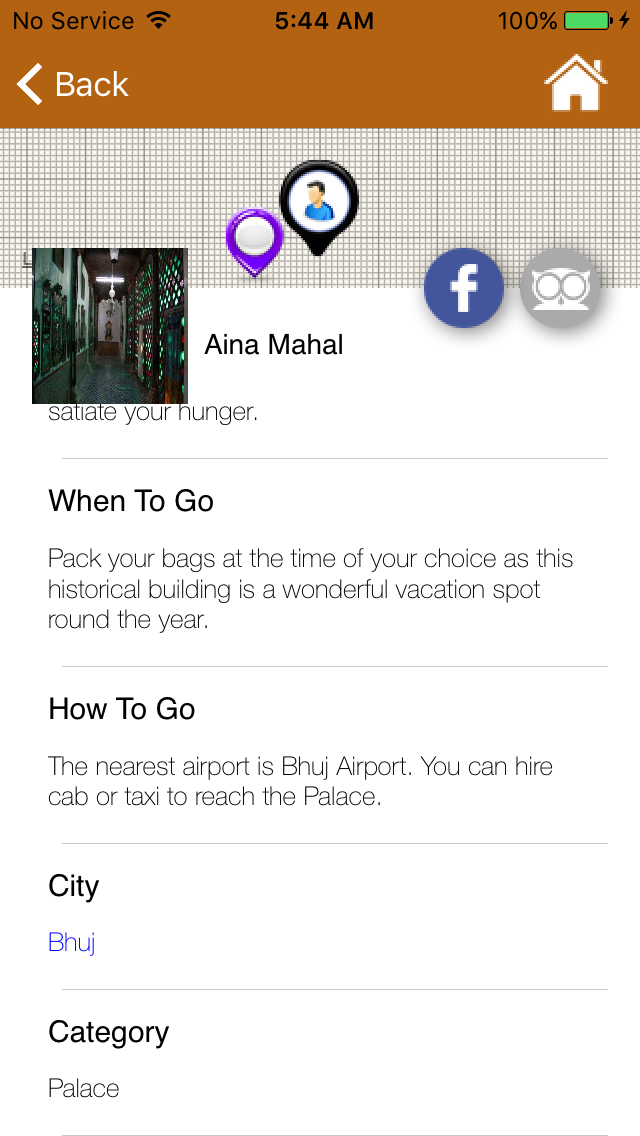 No Service 5:44 AM 100%
Back
Aina Mahal
satiate your hunger.
When To Go
Pack your bags at the time of your choice as this
historical building is a wonderful vacation spot
round the year.
How To Go
The nearest airport is Bhuj Airport. You can hire
cab or taxi to reach the Palace.
City
Bhuj
Category
Palace